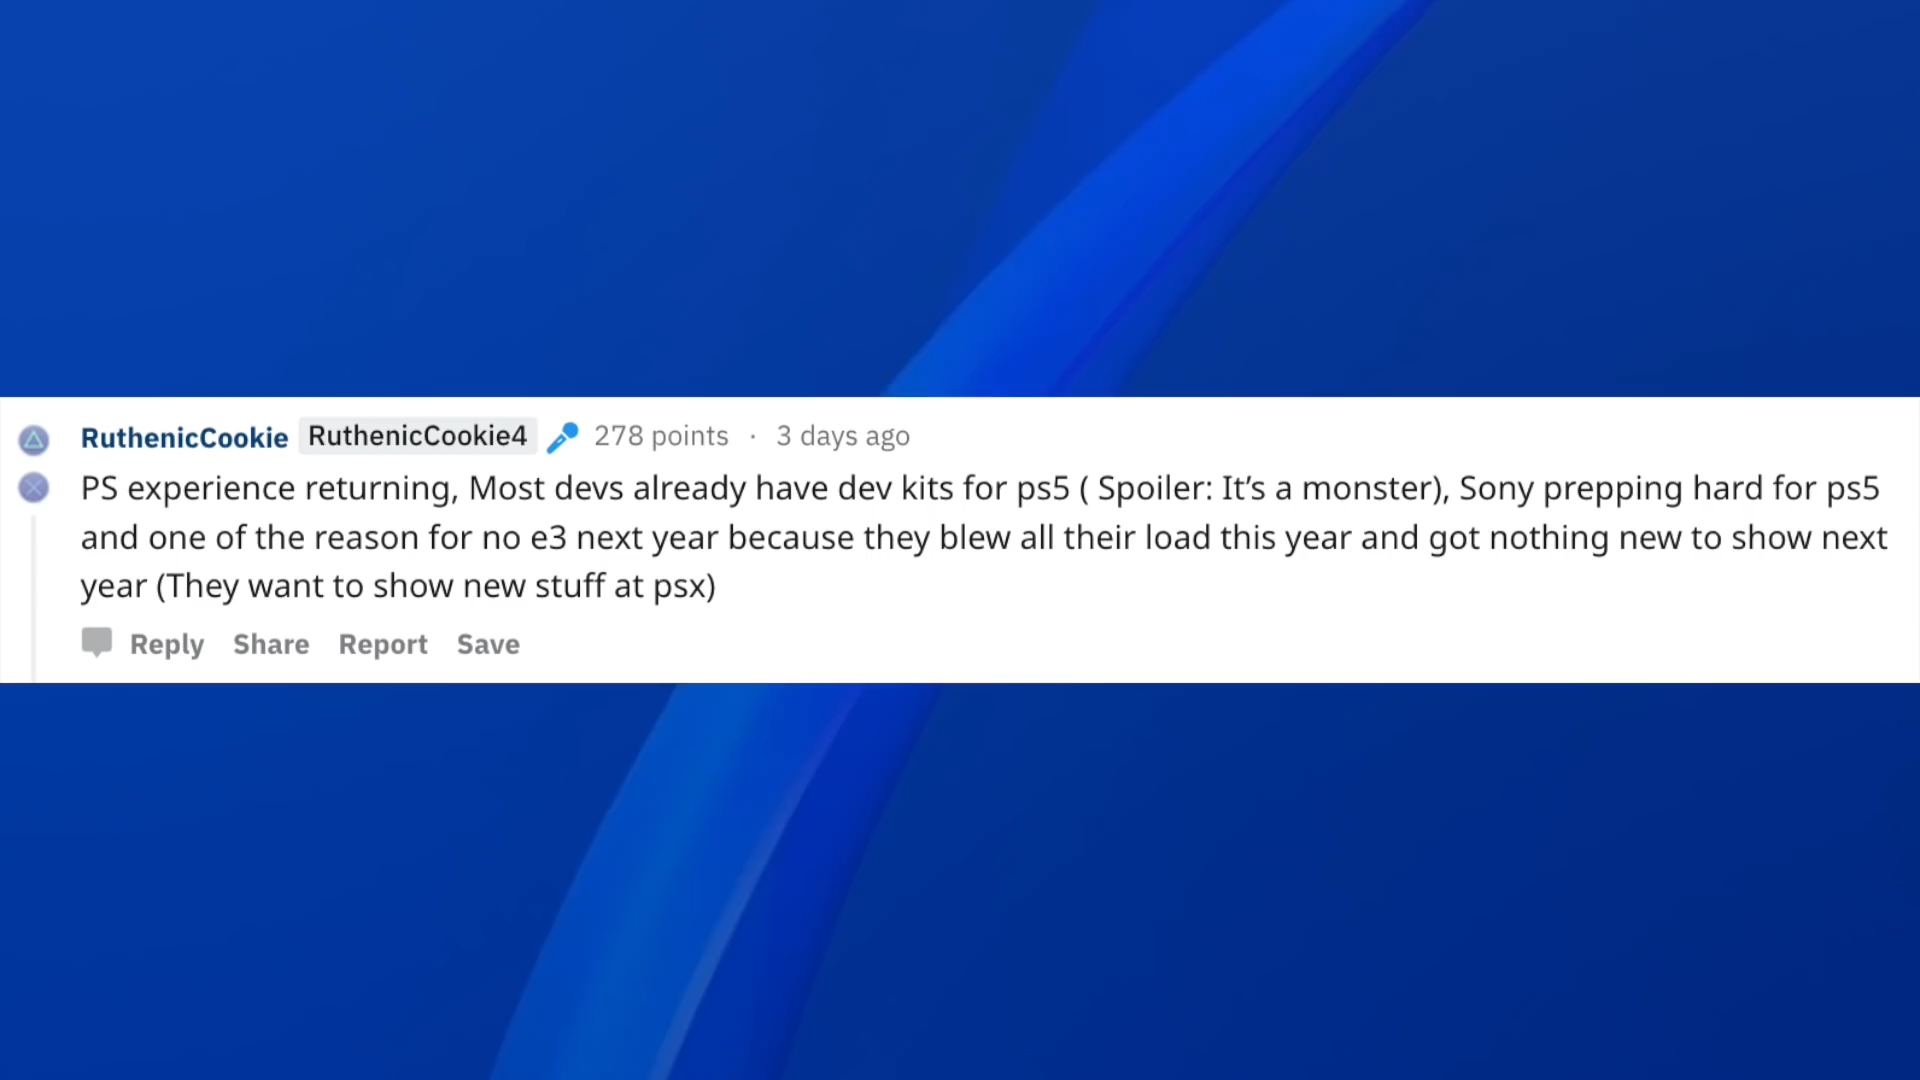 RuthenicCookie RuthenicCookie4 278 points · 3 days ago
PS experience returning, Most devs already have dev kits for ps5 ( Spoiler: It’s a monster), Sony prepping hard for ps5
and one of the reason for no e3 next year because they blew all their load this year and got nothing new to show next
year (They want to show new stuff at psx)
Reply Share Report Save